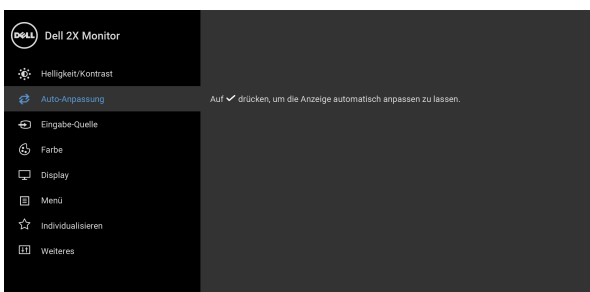 DELL
Dell 2X Monitor
Helligkeit/Kontrast
Auto-Anpassung
Auf ✓ drücken, um die Anzeige automatisch anpassen zu lassen.
Eingabe-Quelle
Farbe
Display
Menü
Individualisieren
Weiteres